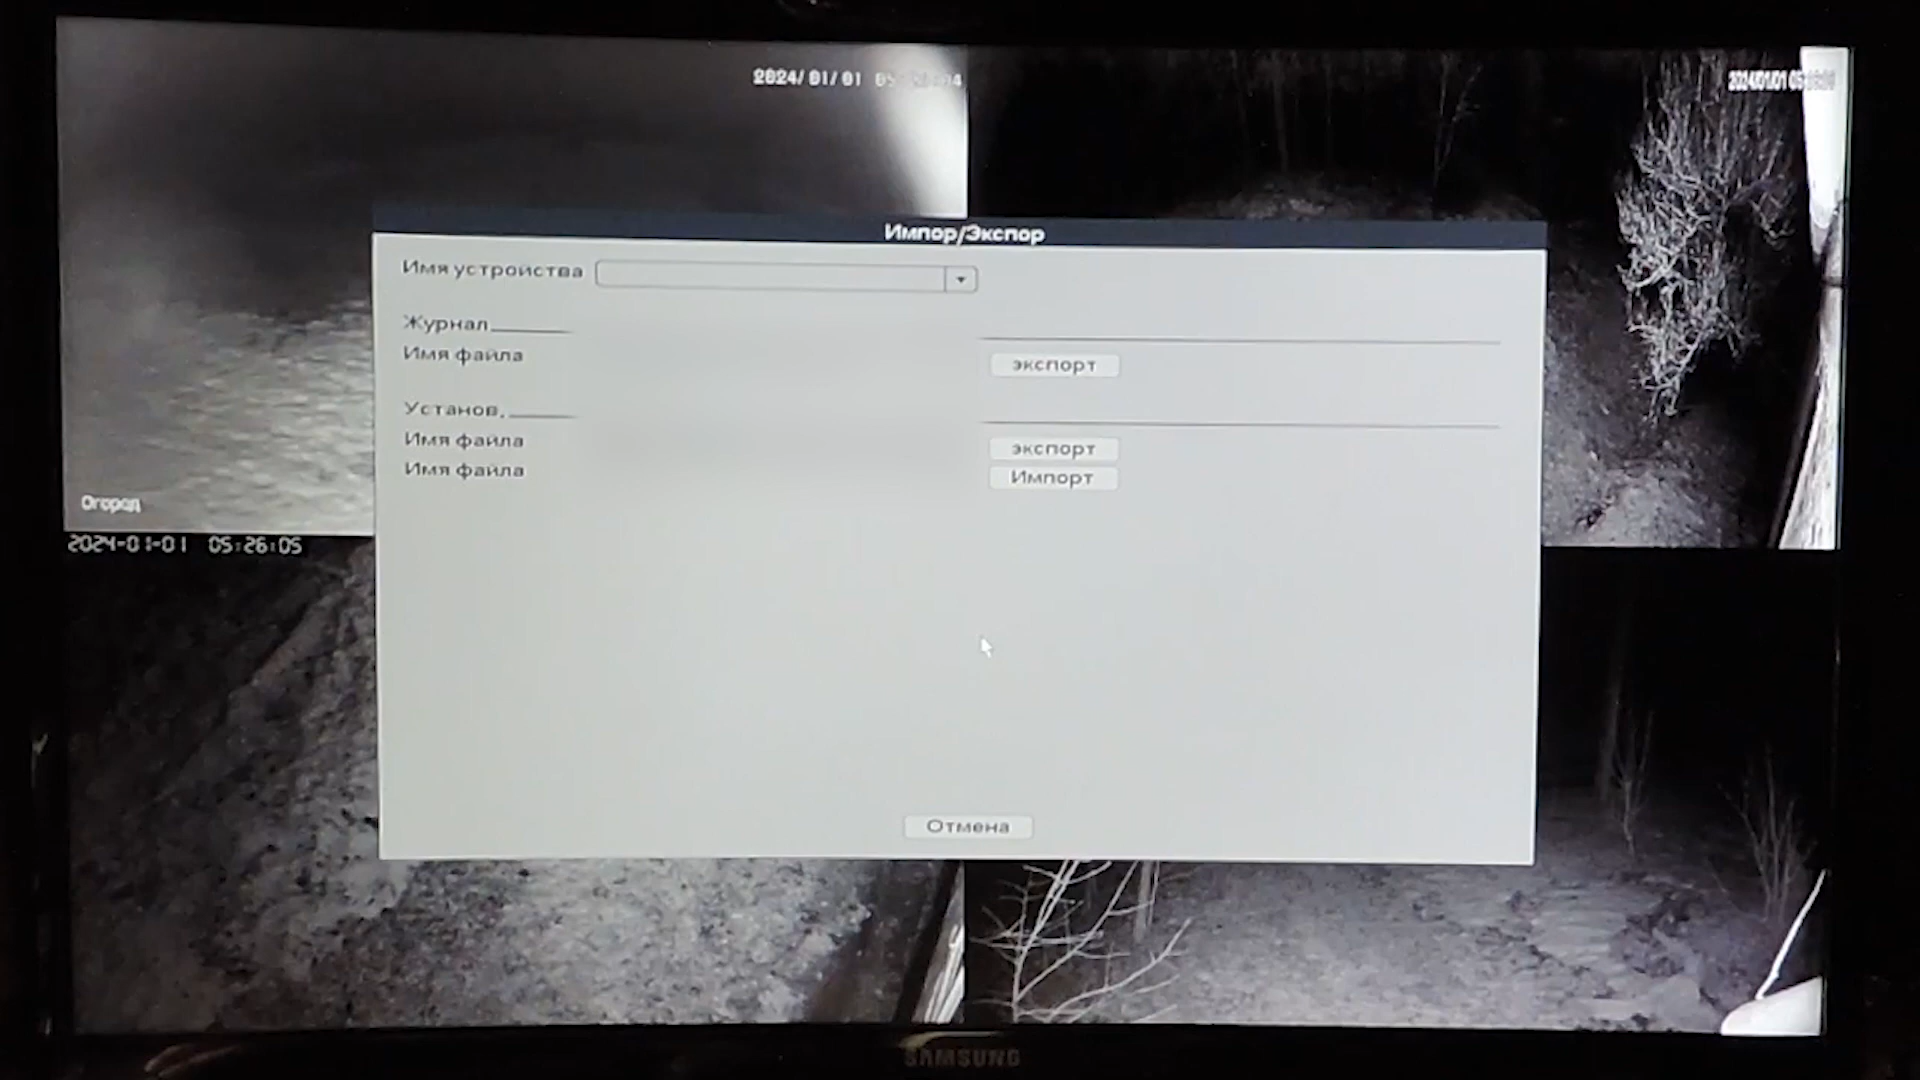 2024/01/01
Импор/Экспор
Имя устройства
Журнал
Имя файла
экспорт
Установ.
Имя файла
экспорт
Имя файла
Импорт
Огород
2024-01-01 05:26:05
Отмена
SAMSUNG